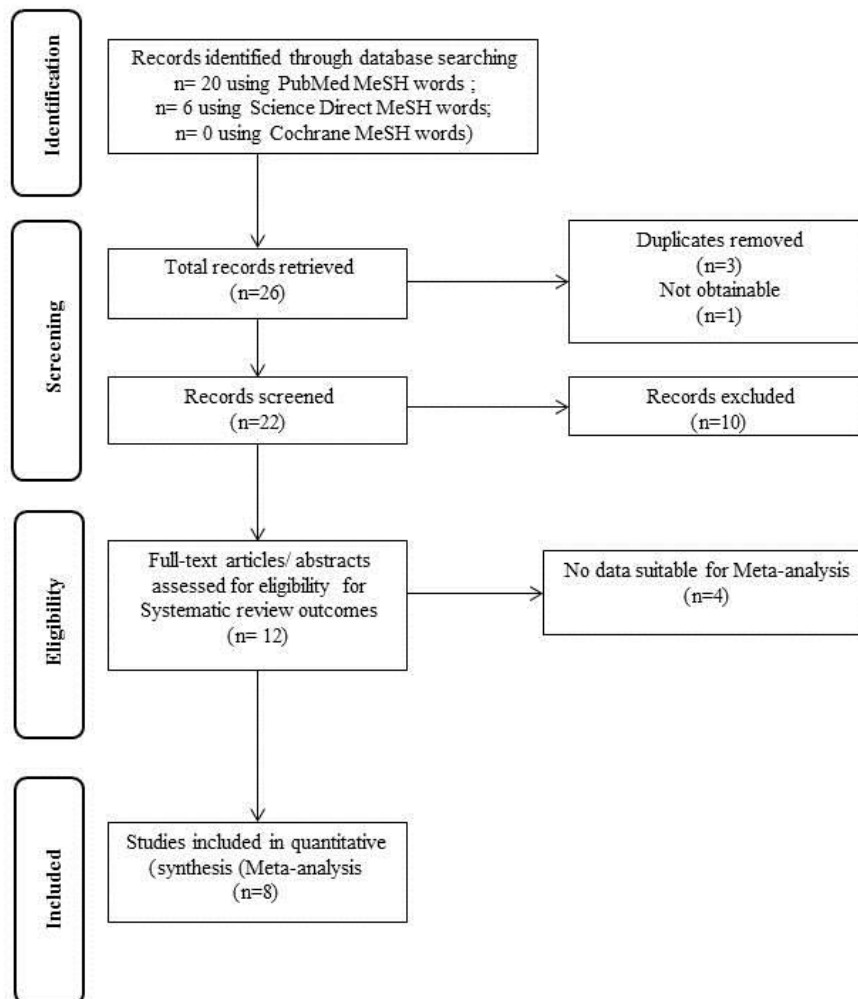 Identification
Records identified through database searching
n= 20 using PubMed MeSH words ;
n= 6 using Science Direct MeSH words;
n= 0 using Cochrane MeSH words)
Screening
Total records retrieved
(n=26)
Duplicates removed
(n=3)
Not obtainable
(n=1)
Records screened
(n=22)
Records excluded
(n=10)
Eligibility
Full-text articles/ abstracts
assessed for eligibility for
Systematic review outcomes
(n= 12)
No data suitable for Meta-analysis
(n=4)
Included
Studies included in quantitative
(synthesis (Meta-analysis
(n=8)